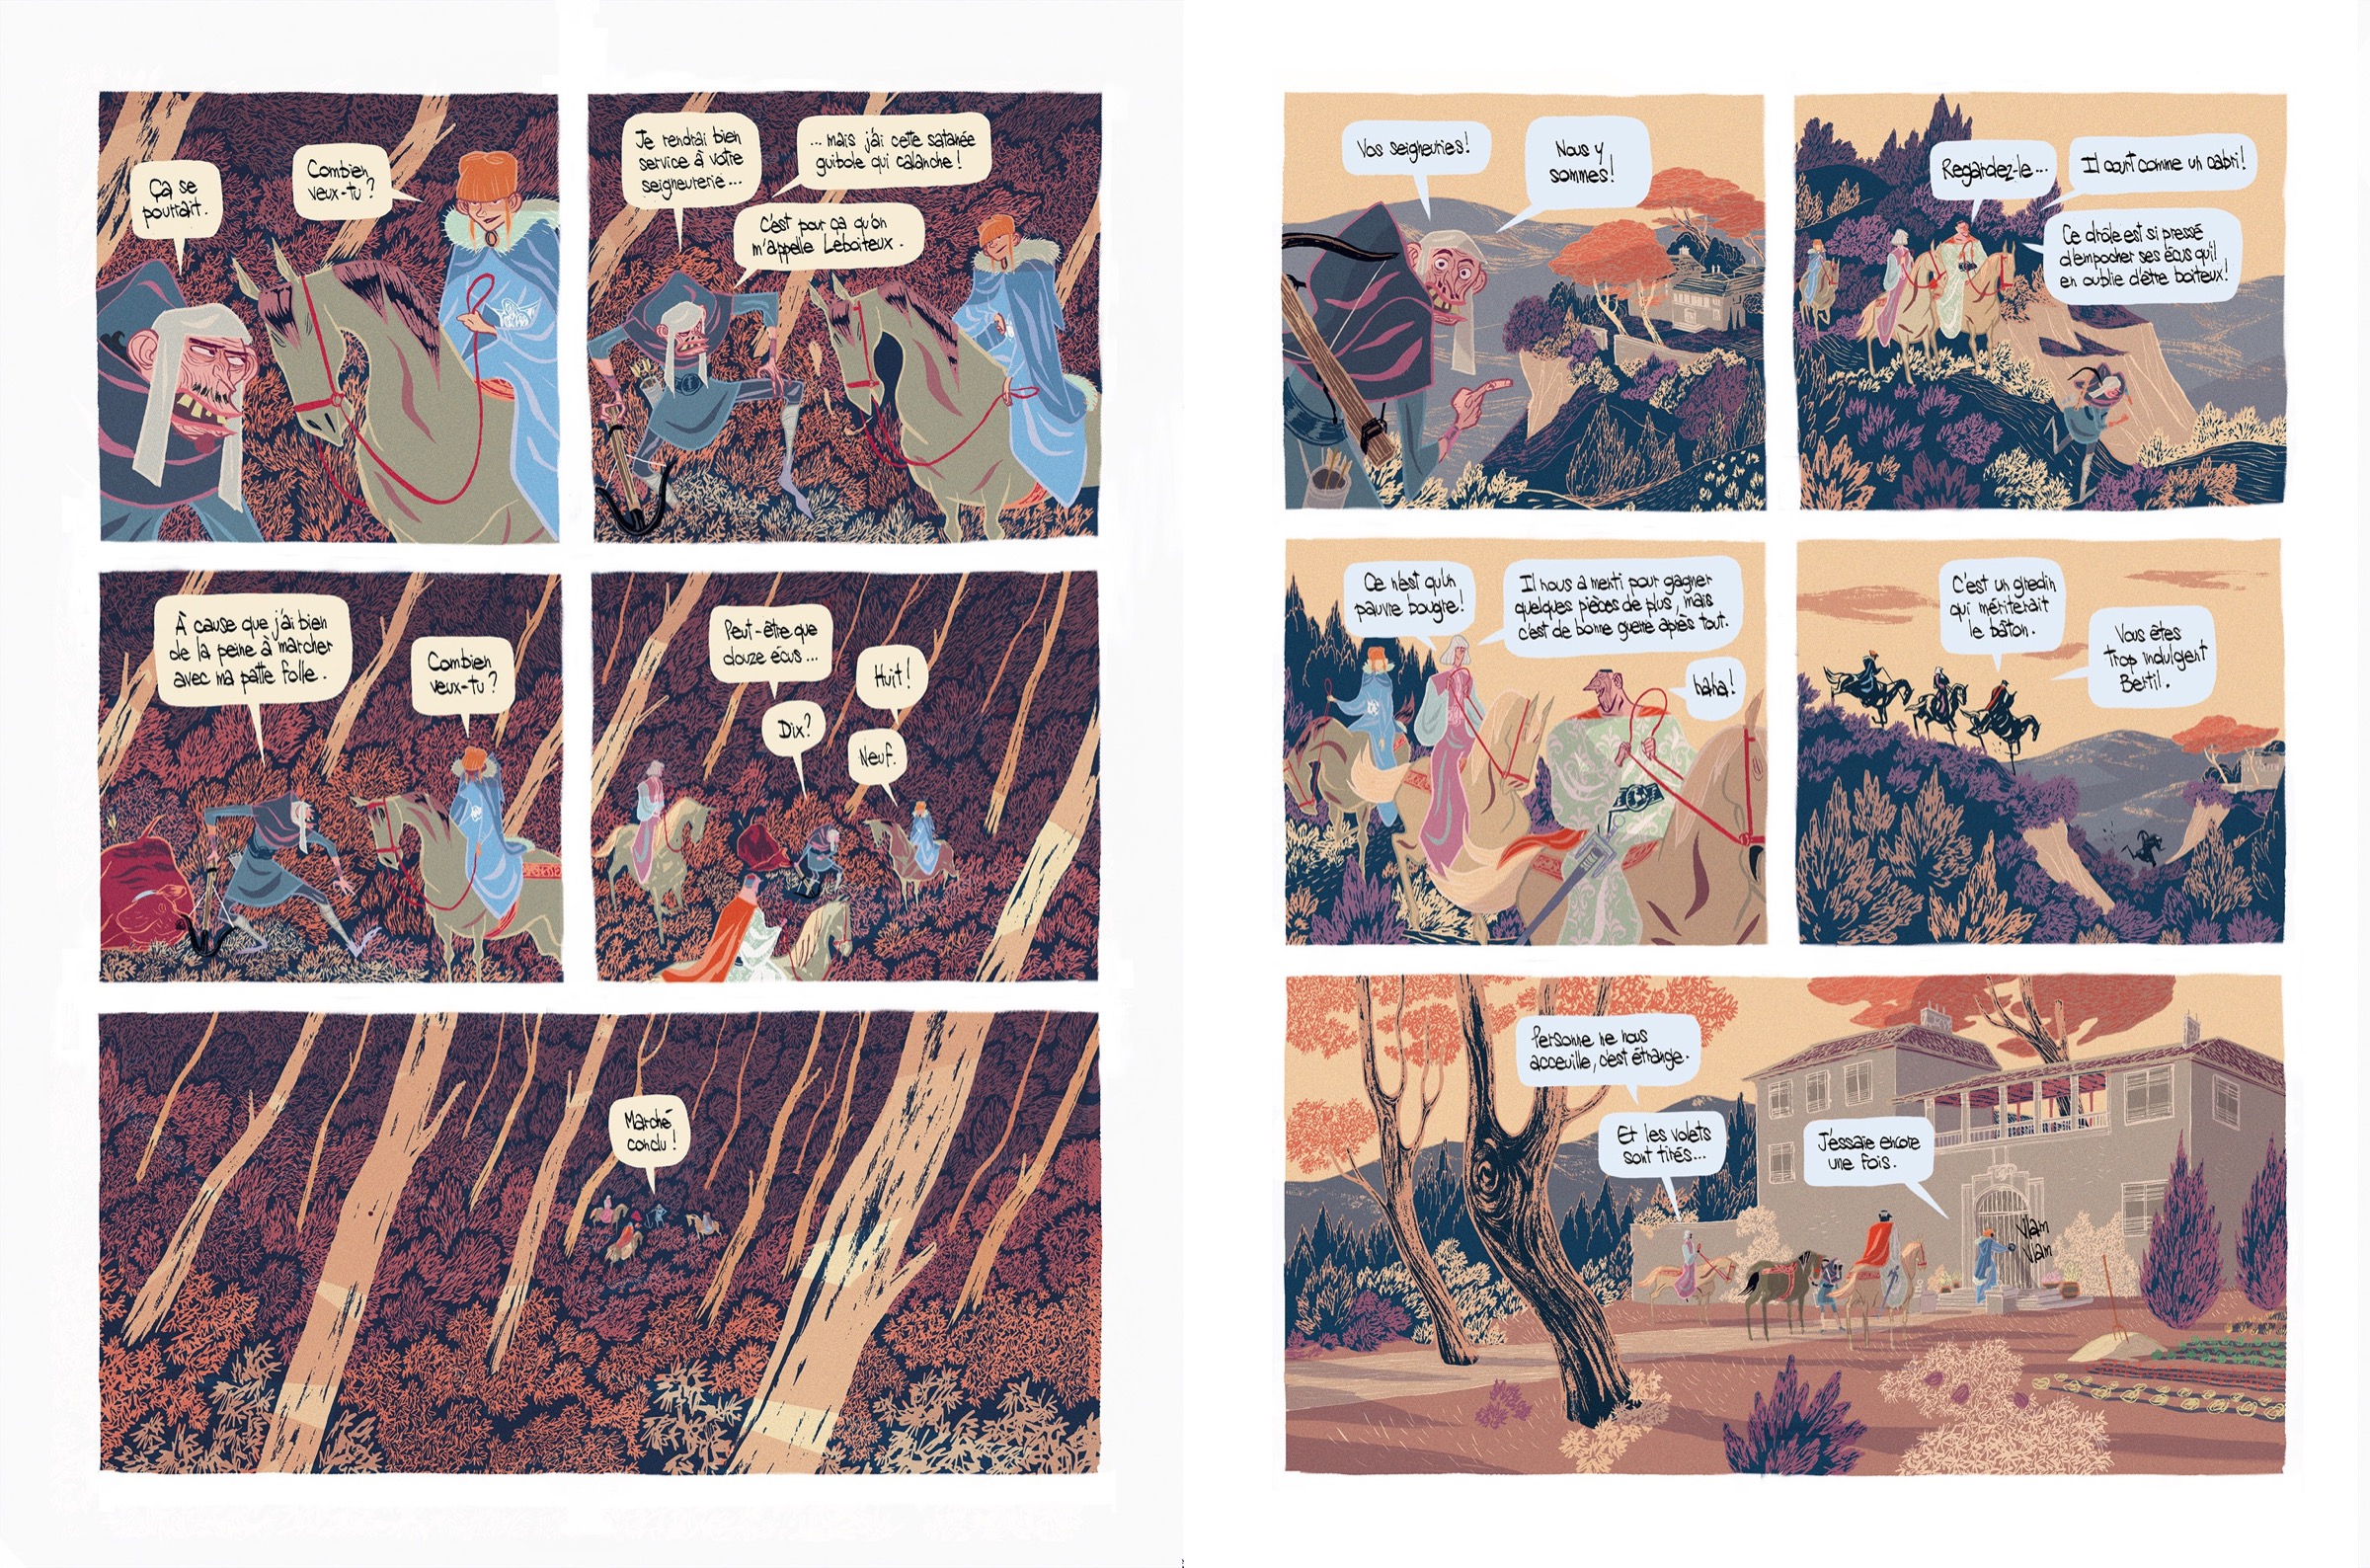 Ça se
pourrait.
Combien
veux-tu ?
Je rendrai bien
service à votre
seigneurerie...
... mais j'ai cette satanée
guibole qui calanche !
C'est pour ça qu'on
m'appelle Leboiteux.
À cause que j'ai bien
de la peine à marcher
avec ma patte folle.
Combien
veux-tu ?
Peut-être que
douze écus...
Huit !
Dix ?
Neuf.
Marché
conclu !
Vos seigneuries !
Nous y
sommes !
Regardez-le...
Il court comme un cabri !
Ce drôle est si pressé
d'empocher ses écus qu'il
en oublie d'être boiteux !
Ce n'est qu'un
pauvre bougre !
Il nous a menti pour gagner
quelques pièces de plus, mais
c'est de bonne guerre après tout.
haha !
C'est un gredin
qui mériterait
le bâton.
Vous êtes
trop indulgent
Bertil.
Personne ne nous
acceuille, c'est étrange.
Et les volets
sont tirés...
J'essaie encore
une fois.
Vlam
Vlam